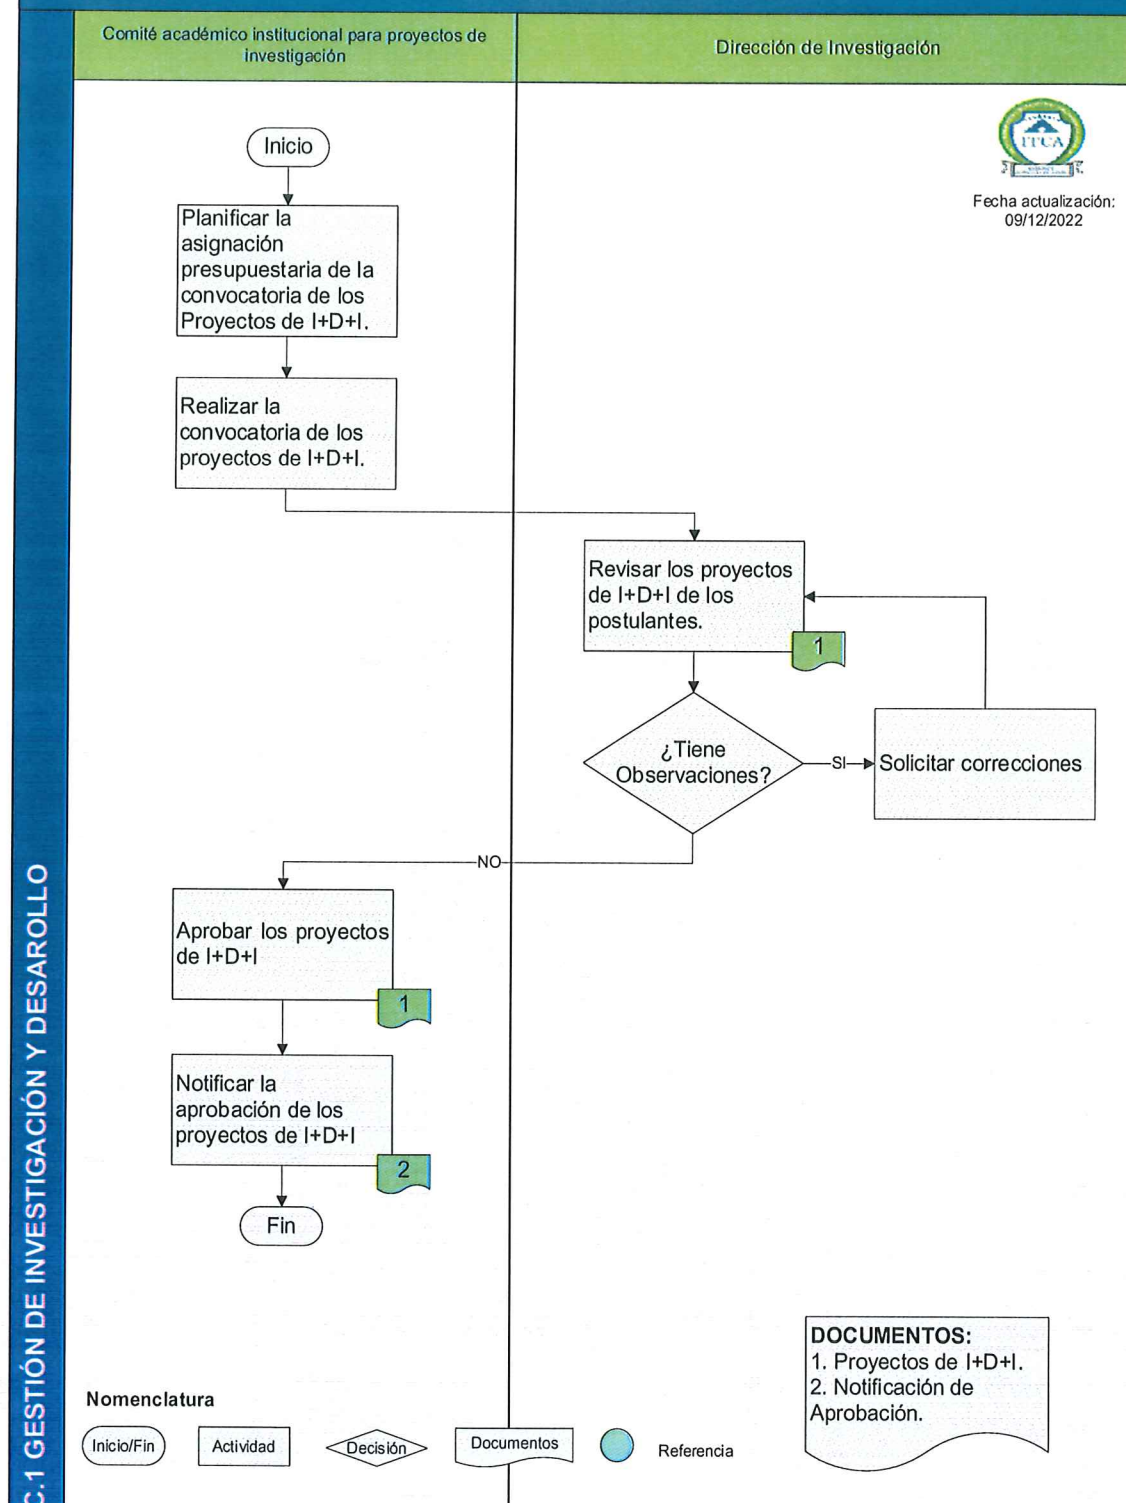 Comité académico institucional para proyectos de
investigación
Dirección de Investigación
ITCA
Fecha actualización:
09/12/2022
Inicio
Planificar la
asignación
presupuestaria de la
convocatoria de los
Proyectos de I+D+I.
Realizar la
convocatoria de los
proyectos de I+D+I.
Revisar los proyectos
de I+D+I de los
postulantes.
1
¿Tiene
Observaciones?
SI
Solicitar correcciones
NO
Aprobar los proyectos
de I+D+I
1
Notificar la
aprobación de los
proyectos de I+D+I
2
Fin
C.1 GESTIÓN DE INVESTIGACIÓN Y DESAROLLO
DOCUMENTOS:
1. Proyectos de I+D+I.
2. Notificación de
Aprobación.
Nomenclatura
Inicio/Fin
Actividad
Decisión
Documentos
Referencia